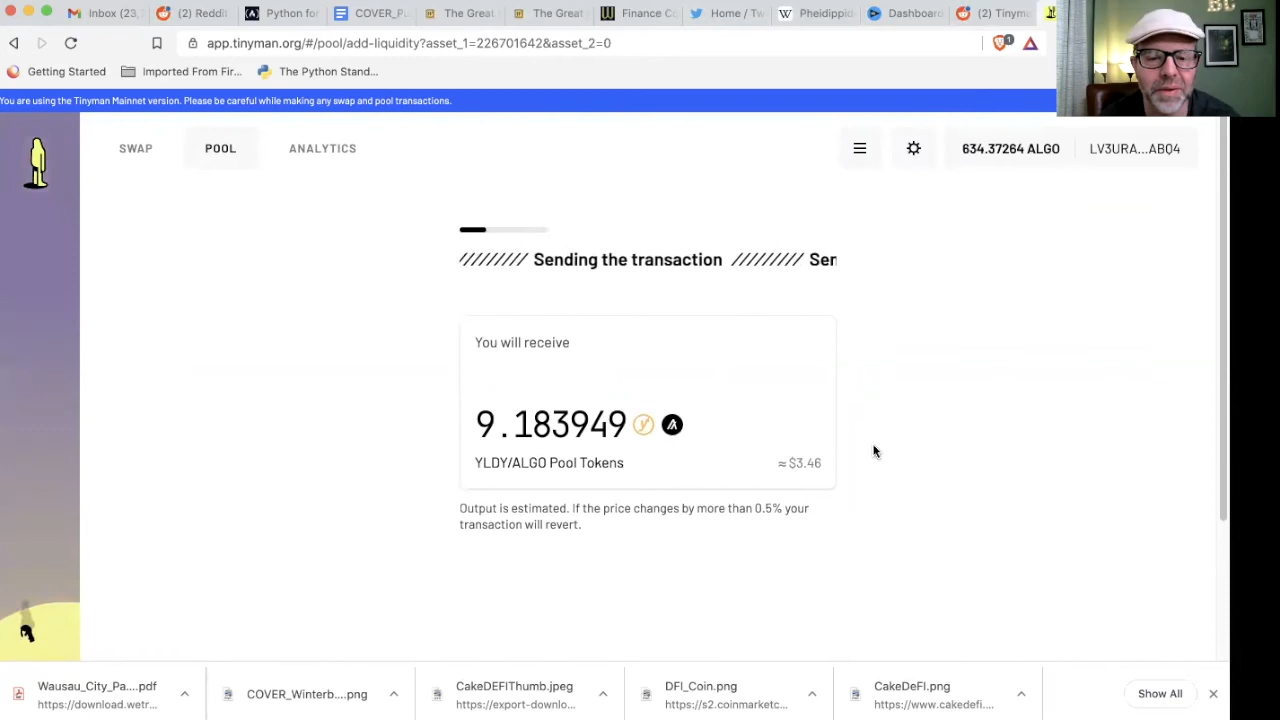 Inbox (23,
(2) Reddi
Python for
COVER_Pu
The Great
The Great
Finance Ca
Home / Tw
Pheidippid
Dashboard
(2) Tinym
app.tinyman.org/#/pool/add-liquidity?asset_1=226701642&asset_2=0
1
Getting Started
Imported From Fir...
The Python Stand...
You are using the Tinyman Mainnet version. Please be careful while making any swap and pool transactions.
SWAP
POOL
ANALYTICS
634.37264 ALGO
LV3URA...ABQ4
Sending the transaction
Sen
You will receive
9.183949
YLDY/ALGO Pool Tokens
≈ $3.46
Output is estimated. If the price changes by more than 0.5% your
transaction will revert.
Wausau_City_Pa....pdf
https://download.wetr...
COVER_Winterb....png
CakeDEFIThumb.jpeg
https://export-downlo...
DFI_Coin.png
https://s2.coinmarketc...
CakeDeFi.png
https://www.cakedefi....
Show All